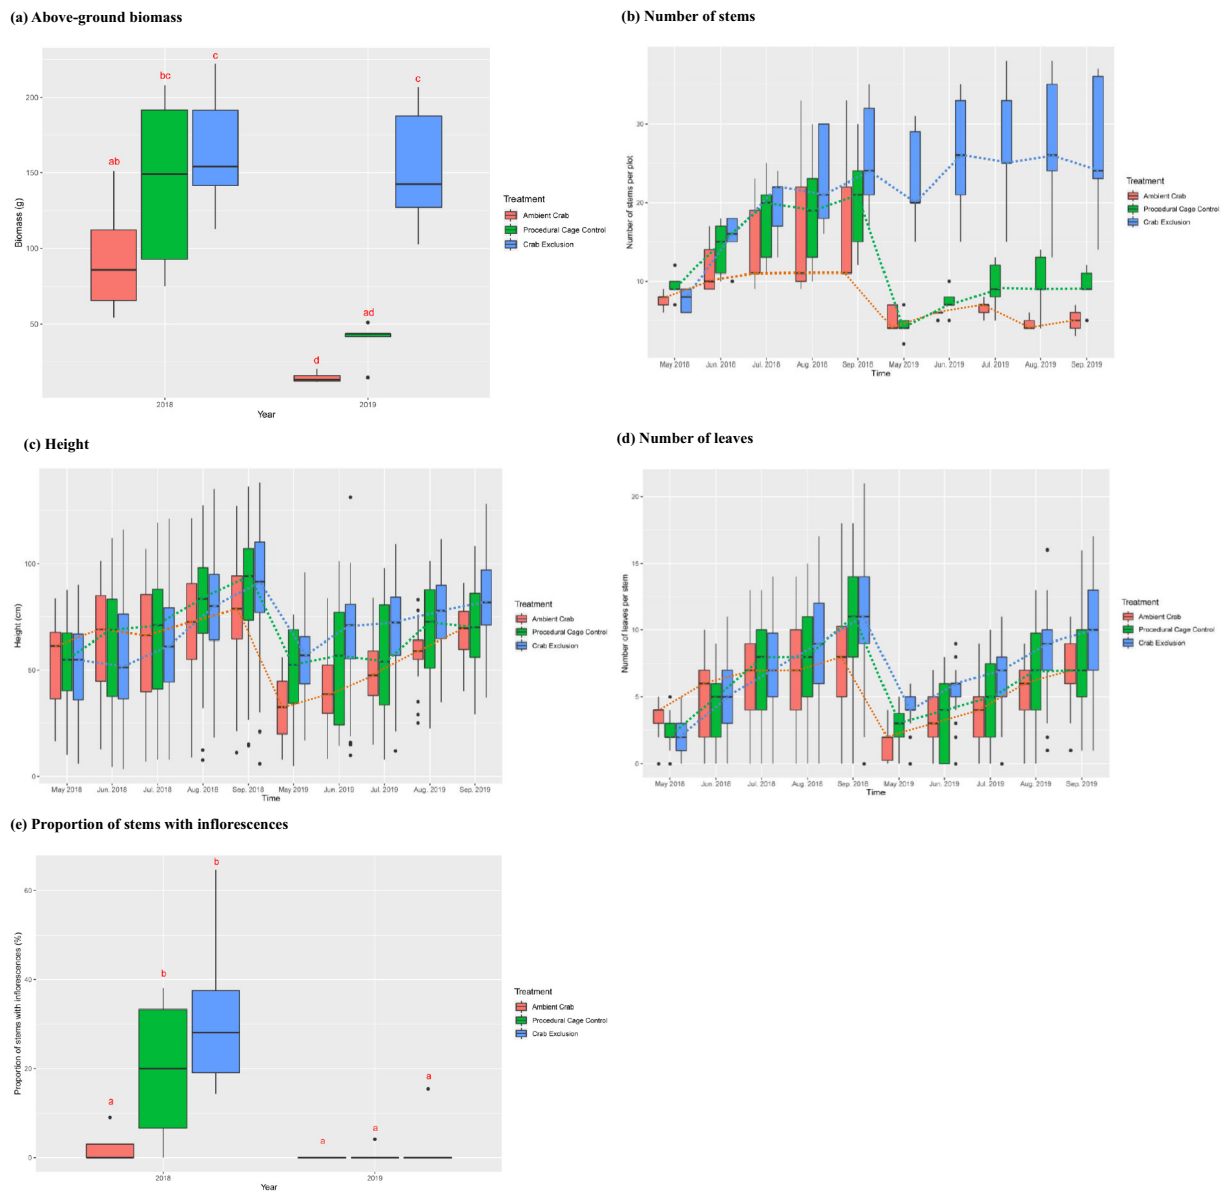 (a) Above-ground biomass
c
bc
c
ab
ad
d
200
150
100
50
Biomass (g)
2018
2019
Year
Treatment
Ambient Crab
Procedural Cage Control
Crab Exclusion
(b) Number of stems
30
20
10
Number of stems per plot
May 2018 Jun. 2018 Jul. 2018 Aug. 2018 Sep. 2018 May 2019 Jun. 2019 Jul. 2019 Aug. 2019 Sep. 2019
Time
Treatment
Ambient Crab
Procedural Cage Control
Crab Exclusion
(c) Height
100
50
0
Height (cm)
May 2018 Jun. 2018 Jul. 2018 Aug. 2018 Sep. 2018 May 2019 Jun. 2019 Jul. 2019 Aug. 2019 Sep. 2019
Time
Treatment
Ambient Crab
Procedural Cage Control
Crab Exclusion
(d) Number of leaves
20
15
10
5
0
Number of leaves per stem
May 2018 Jun. 2018 Jul. 2018 Aug. 2018 Sep. 2018 May 2019 Jun. 2019 Jul. 2019 Aug. 2019 Sep. 2019
Time
Treatment
Ambient Crab
Procedural Cage Control
Crab Exclusion
(e) Proportion of stems with inflorescences
b
b
a
a
a
a
60
40
20
0
Proportion of stems with inflorescences (%)
2018
2019
Year
Treatment
Ambient Crab
Procedural Cage Control
Crab Exclusion